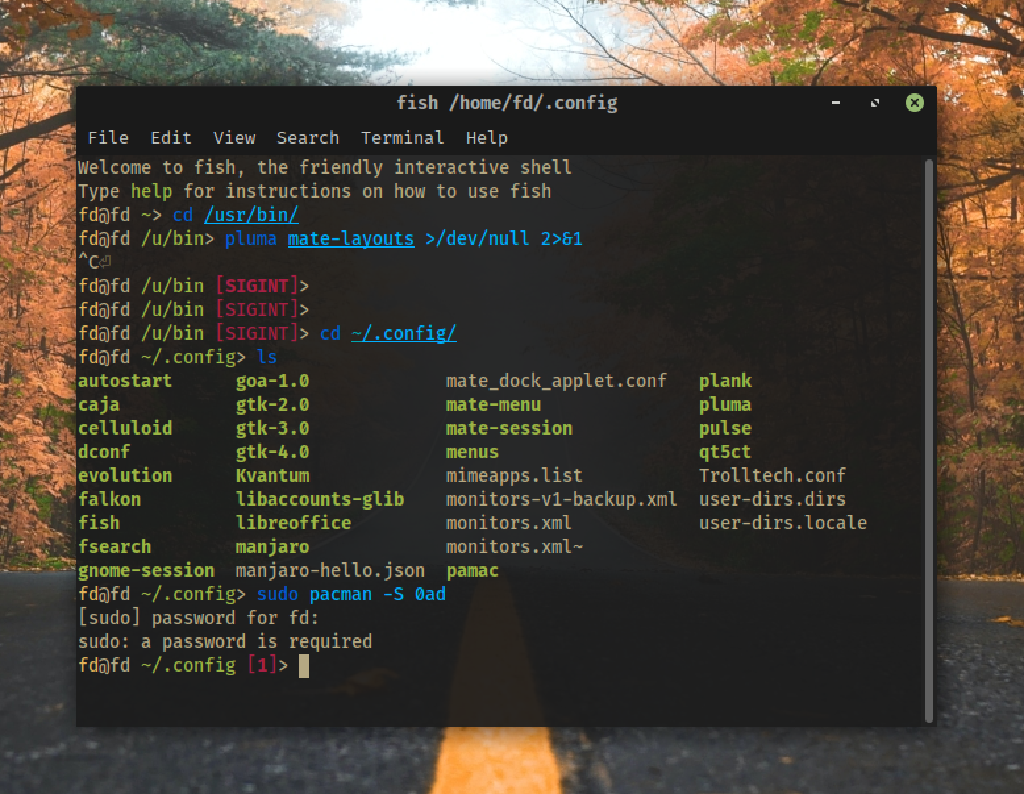 fish /home/fd/.config
File Edit View Search Terminal Help
Welcome to fish, the friendly interactive shell
Type help for instructions on how to use fish
fd@fd ~> cd /usr/bin/
fd@fd /u/bin> pluma mate-layouts >/dev/null 2>&1
^C⏎
fd@fd /u/bin [SIGINT]>
fd@fd /u/bin [SIGINT]>
fd@fd /u/bin [SIGINT]> cd ~/.config/
fd@fd ~/.config> ls
autostart goa-1.0 mate_dock_applet.conf plank
caja gtk-2.0 mate-menu pluma
celluloid gtk-3.0 mate-session pulse
dconf gtk-4.0 menus qt5ct
evolution Kvantum mimeapps.list Trolltech.conf
falkon libaccounts-glib monitors-v1-backup.xml user-dirs.dirs
fish libreoffice monitors.xml user-dirs.locale
fsearch manjaro monitors.xml~
gnome-session manjaro-hello.json pamac
fd@fd ~/.config> sudo pacman -S 0ad
[sudo] password for fd:
sudo: a password is required
fd@fd ~/.config [1]>